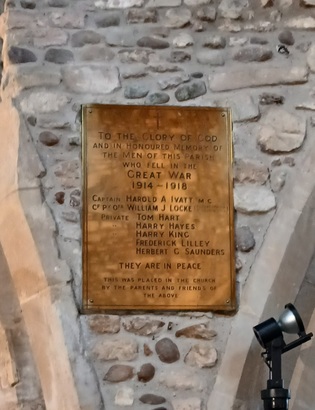 To the Glory of God
and in honoured memory of
the men of this parish
who fell in the
Great War
1914-1918
Captain Harold A Ivatt M C
William J Locke
Private Tom Hart
Harry Hayes
Harry King
Frederick Lilley
Herbert G Saunders
They are in peace
This was placed in the church
by the parents and friends of
the above